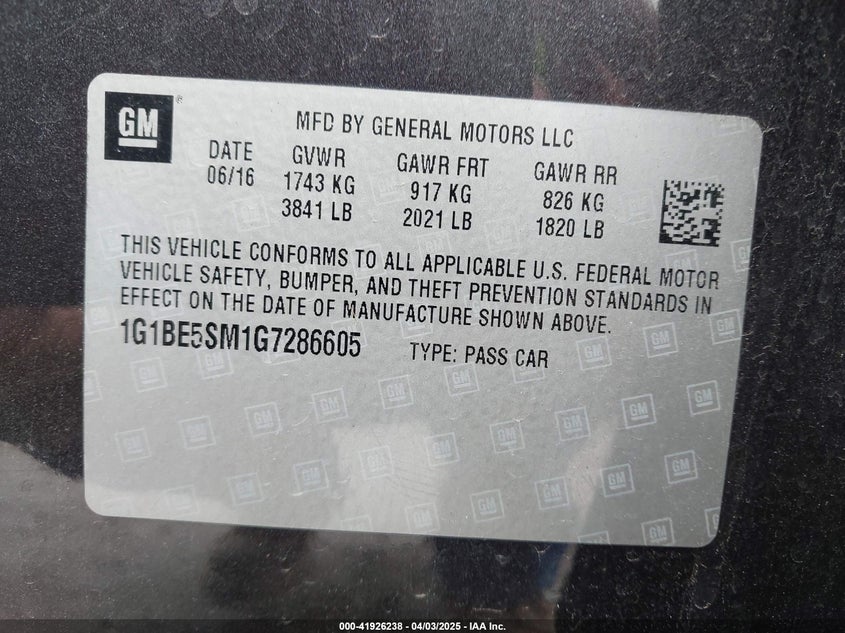 GM
MFD BY GENERAL MOTORS LLC
DATE GVWR GAWR FRT GAWR RR
06/16 1743 KG 917 KG 826 KG
3841 LB 2021 LB 1820 LB
THIS VEHICLE CONFORMS TO ALL APPLICABLE U.S. FEDERAL MOTOR
VEHICLE SAFETY, BUMPER, AND THEFT PREVENTION STANDARDS IN
EFFECT ON THE DATE OF MANUFACTURE SHOWN ABOVE.
1G1BE5SM1G7286605 TYPE: PASS CAR
000-41926238 - 04/03/2025 - IAA Inc.